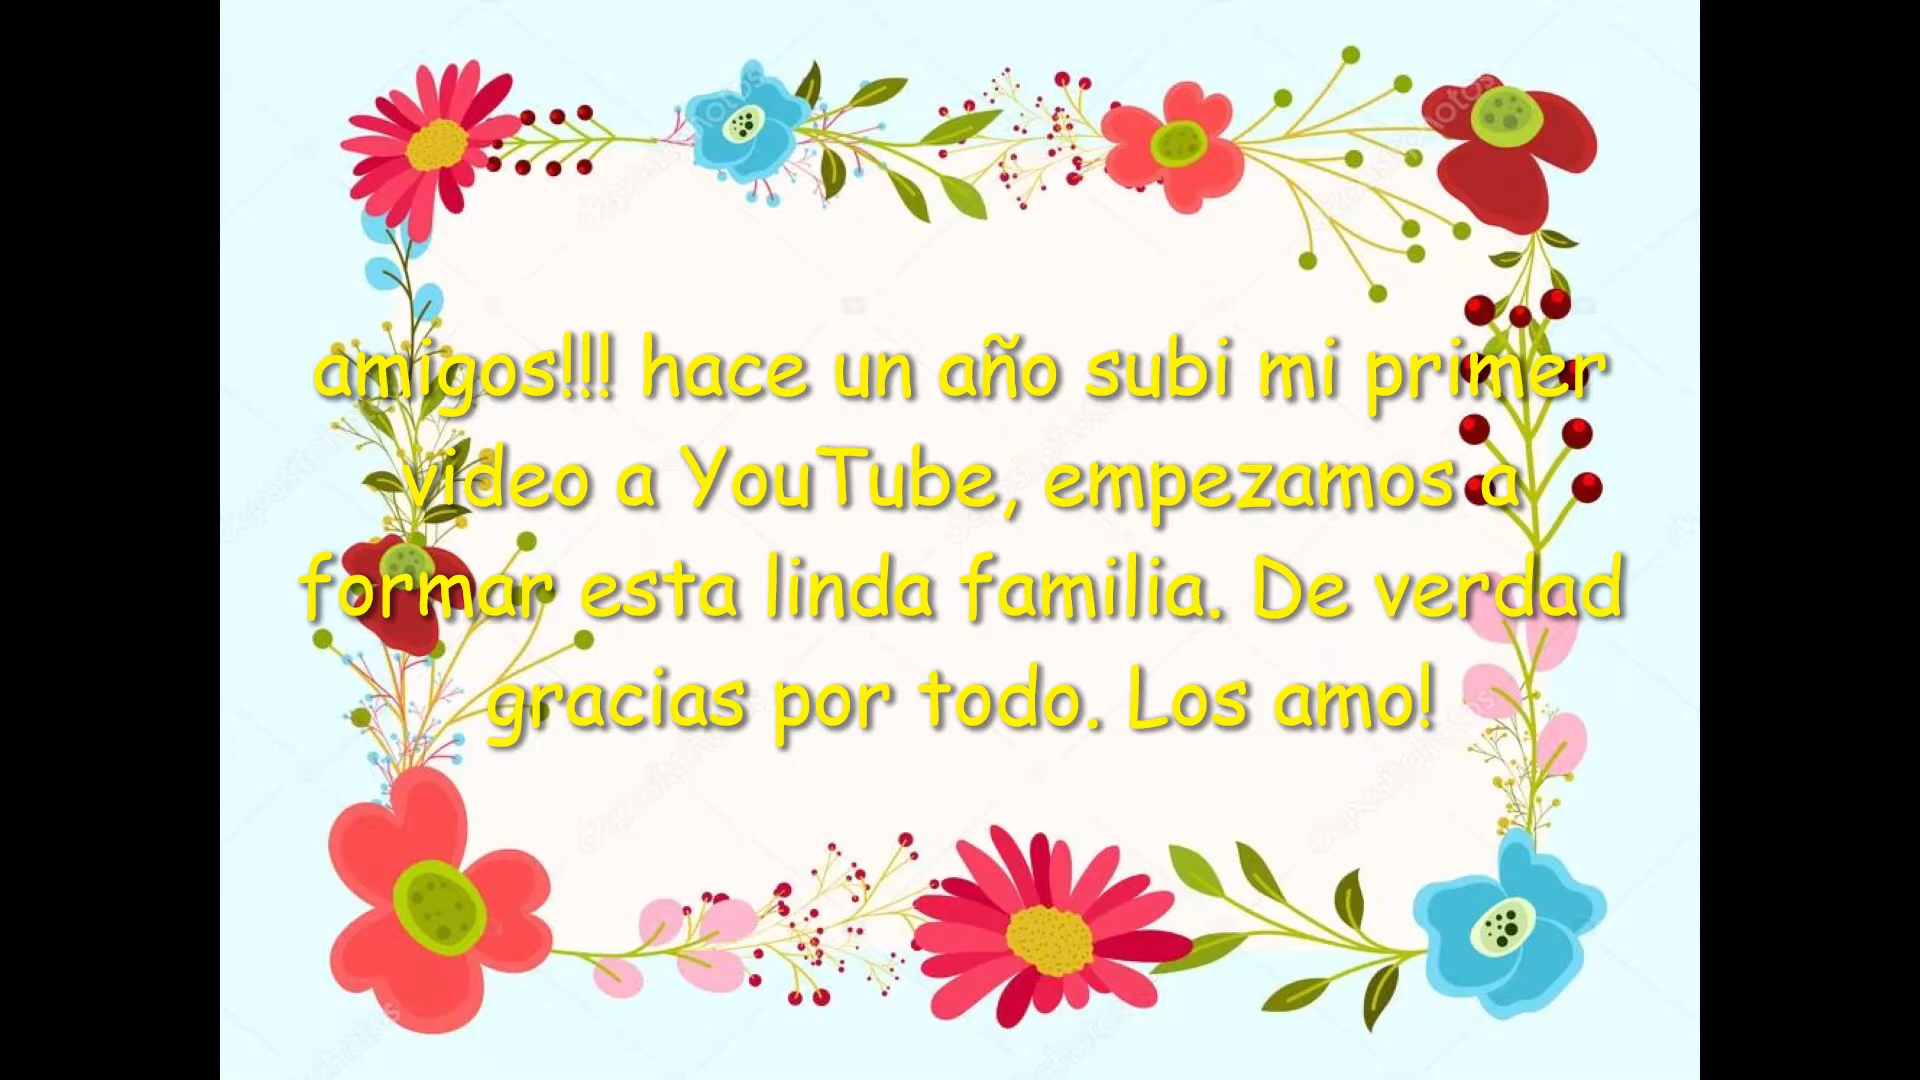 amigos!!! hace un año subi mi primer
video a YouTube, empezamos a
formar esta linda familia. De verdad
gracias por todo. Los amo!